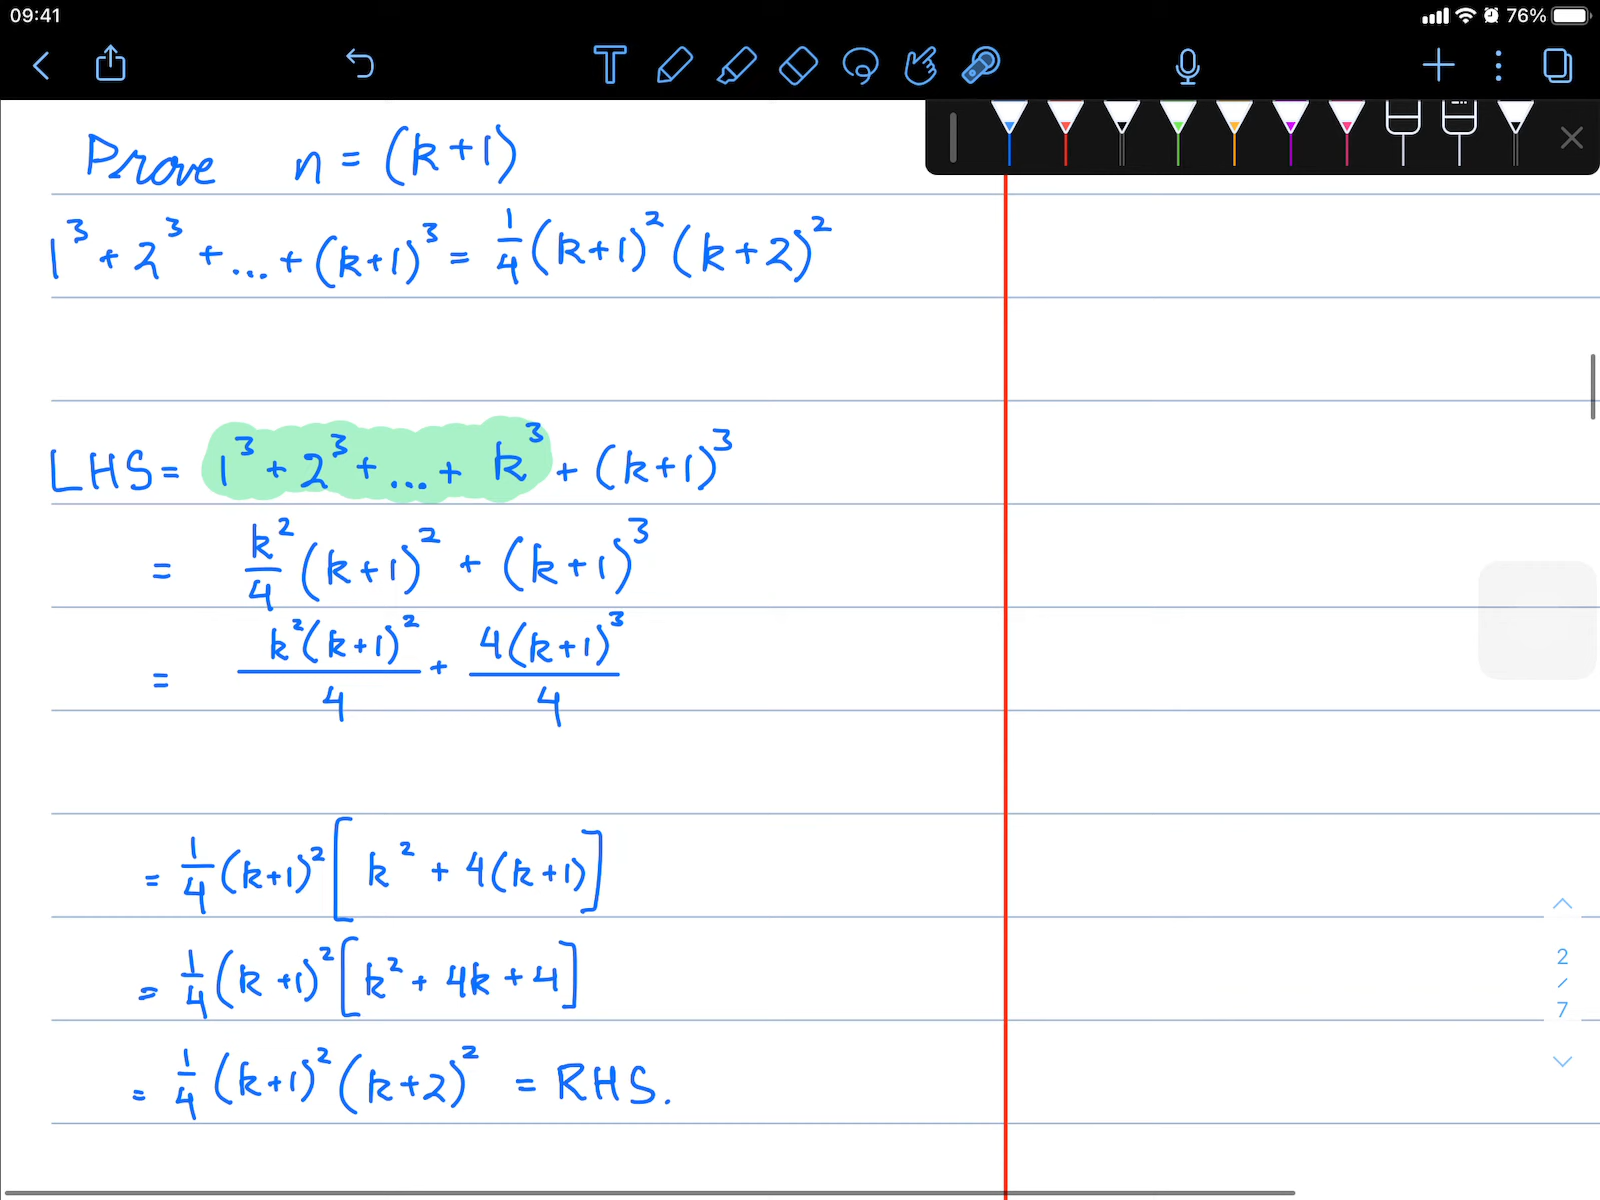 09:41 76%
Prove n = (k+1)
1³ + 2³ + ... + (k+1)³ = 1/4 (k+1)² (k+2)²
LHS = 1³ + 2³ + ... + k³ + (k+1)³
= k²/4 (k+1)² + (k+1)³
= k²(k+1)²/4 + 4(k+1)³/4
= 1/4 (k+1)² [k² + 4(k+1)]
= 1/4 (k+1)² [k² + 4k + 4]
= 1/4 (k+1)² (k+2)² = RHS.
2
/
7